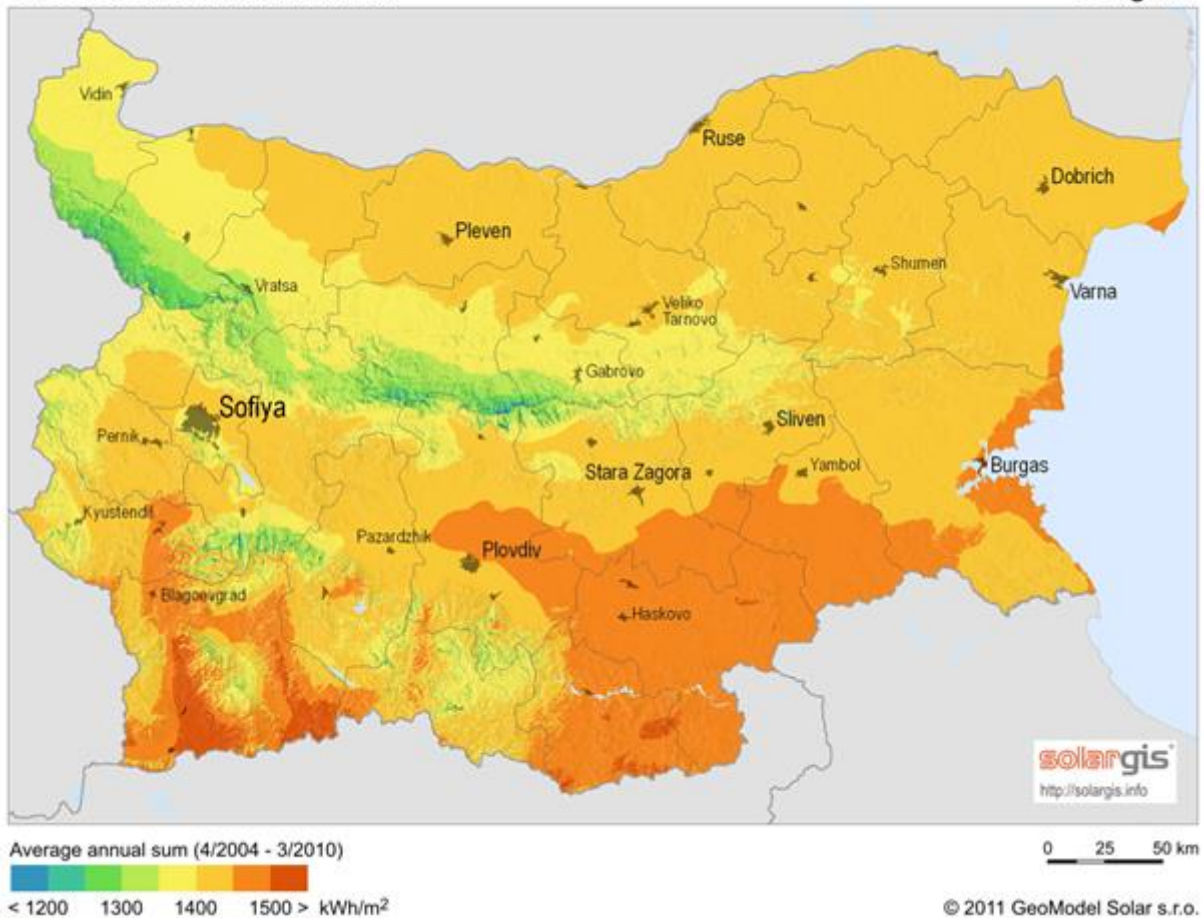 Vidin
Ruse
Dobrich
Pleven
Shumen
Vratsa
Varna
Veliko
Tarnovo
Gabrovo
Sofiya
Sliven
Pernik
Burgas
Stara Zagora
Yambol
Kyustendil
Pazardzhik
Plovdiv
Blagoevgrad
Haskovo
solargis
http://solargis.info
Average annual sum (4/2004 - 3/2010)
0 25 50 km
< 1200 1300 1400 1500 > kWh/m²
© 2011 GeoModel Solar s.r.o.